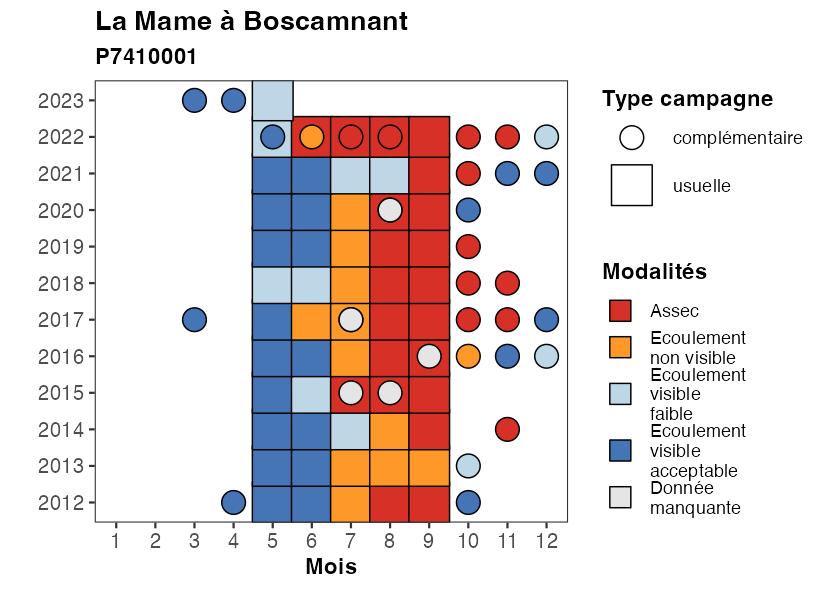 La Mame à Boscamnant
P7410001
2023
2022
2021
2020
2019
2018
2017
2016
2015
2014
2013
2012
1 2 3 4 5 6 7 8 9 10 11 12
Mois
Type campagne
complémentaire
usuelle
Modalités
Assec
Ecoulement
non visible
Ecoulement
visible
faible
Ecoulement
visible
acceptable
Donnée
manquante